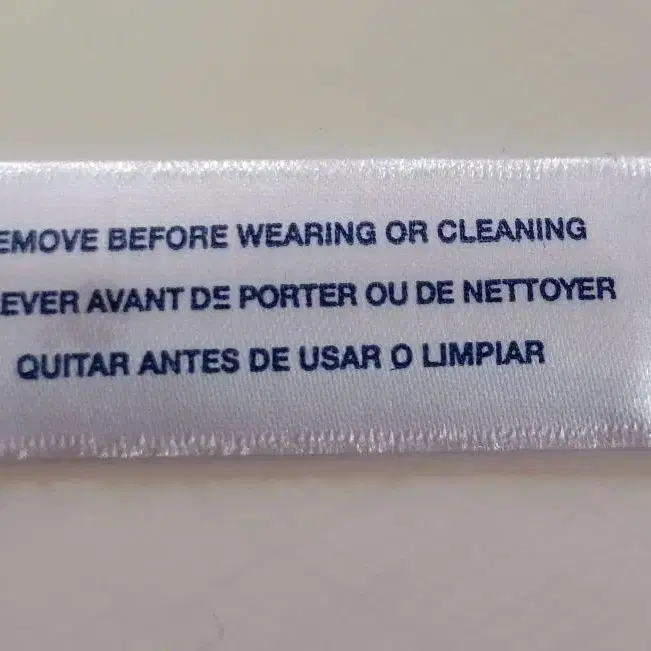 EMOVE BEFORE WEARING OR CLEANING
EVER AVANT DE PORTER OU DE NETTOYER
QUITAR ANTES DE USAR O LIMPIAR